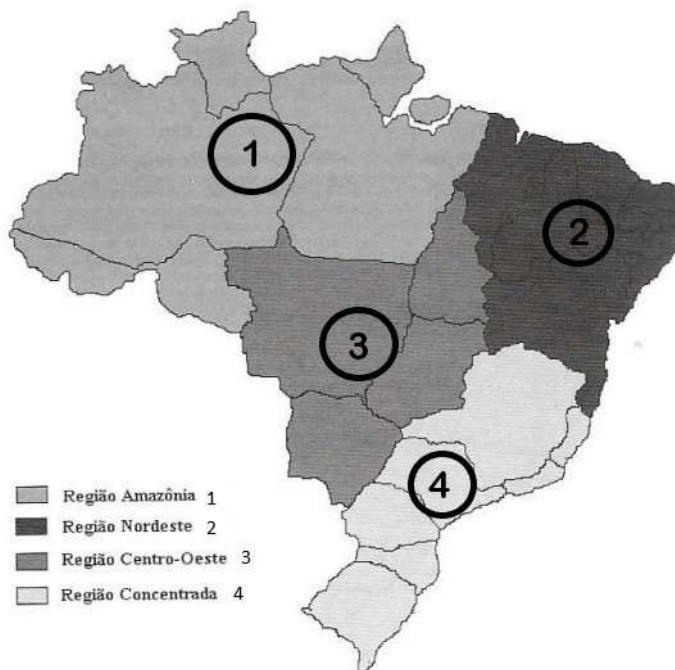 1
2
3
4
Região Amazônia 1
Região Nordeste 2
Região Centro-Oeste 3
Região Concentrada 4